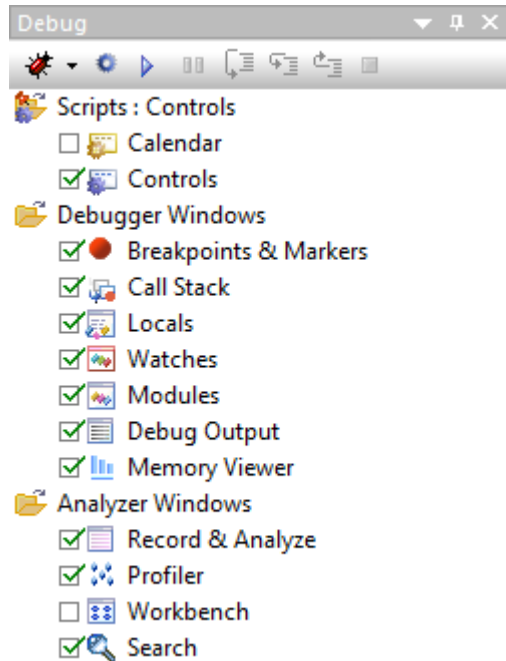 Debug
Scripts : Controls
Calendar
Controls
Debugger Windows
Breakpoints & Markers
Call Stack
Locals
Watches
Modules
Debug Output
Memory Viewer
Analyzer Windows
Record & Analyze
Profiler
Workbench
Search